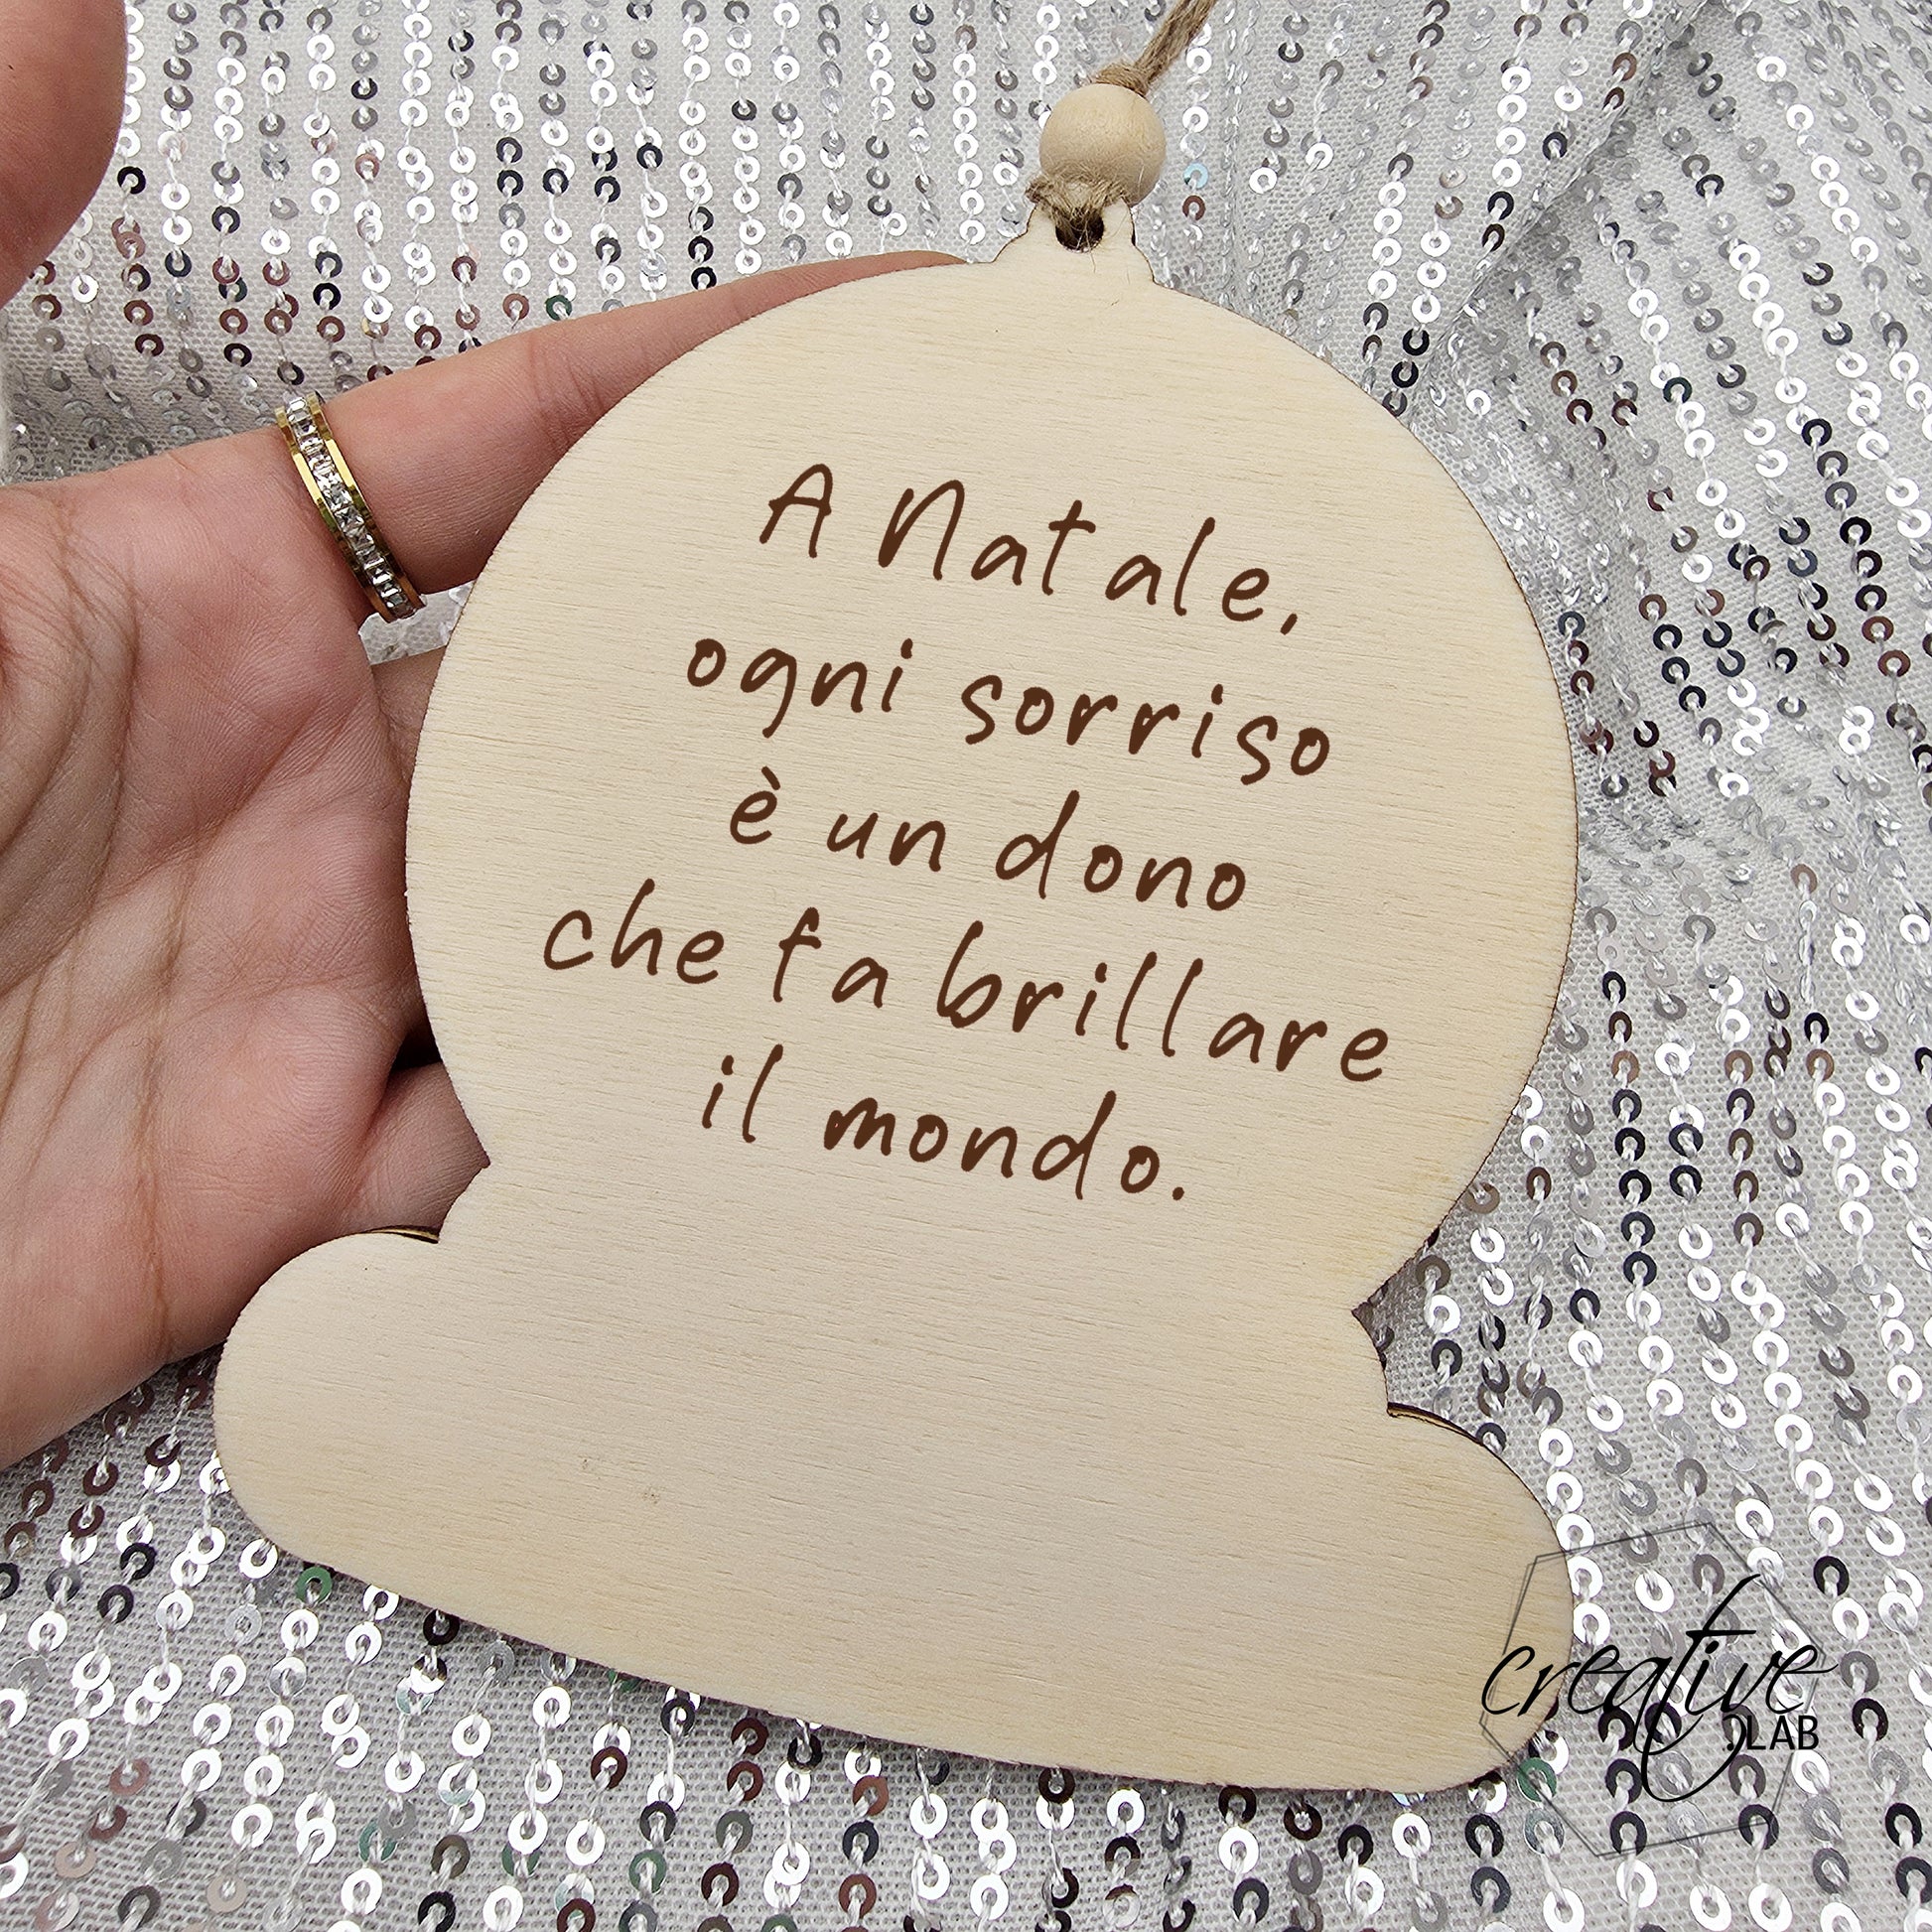 A Natale,
ogni sorriso
è un dono
che fa brillare
il mondo.
creative
LAB